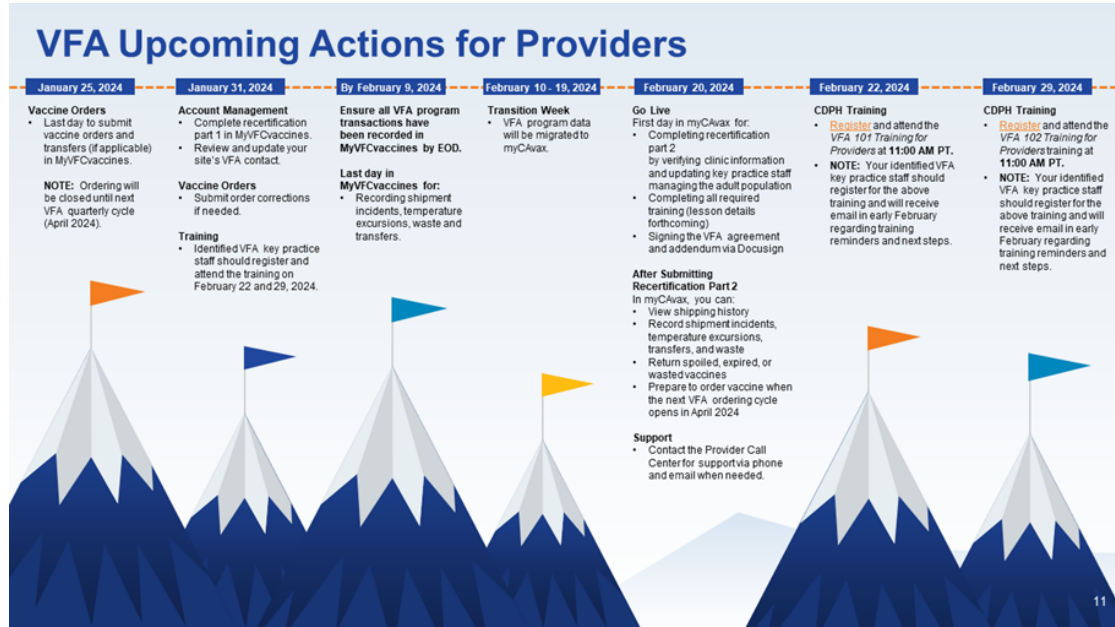 VFA Upcoming Actions for Providers
January 25, 2024
Vaccine Orders
• Last day to submit
vaccine orders and
transfers (if applicable)
in MyVFCvaccines.
NOTE: Ordering will
be closed until next
VFA quarterly cycle
(April 2024).
January 31, 2024
Account Management
• Complete recertification
part 1 in MyVFCvaccines.
• Review and update your
site's VFA contact.
Vaccine Orders
• Submit order corrections
if needed.
Training
• Identified VFA key practice
staff should register and
attend the training on
February 22 and 29, 2024.
By February 9, 2024
Ensure all VFA program
transactions have
been recorded in
MyVFCvaccines by EOD.
Last day in
MyVFCvaccines for:
• Recording shipment
incidents, temperature
excursions, waste and
transfers.
February 10 - 19, 2024
Transition Week
• VFA program data
will be migrated to
myCAvax.
February 20, 2024
Go Live
First day in myCAvax for:
• Completing recertification
part 2
by verifying clinic information
and updating key practice staff
managing the adult population
• Completing all required
training (lesson details
forthcoming)
• Signing the VFA agreement
and addendum via Docusign
After Submitting
Recertification Part 2
In myCAvax, you can:
• View shipping history
• Record shipment incidents,
temperature excursions,
transfers, and waste
• Return spoiled, expired, or
wasted vaccines
• Prepare to order vaccine when
the next VFA ordering cycle
opens in April 2024
Support
• Contact the Provider Call
Center for support via phone
and email when needed.
February 22, 2024
CDPH Training
• Register and attend the
VFA 101 Training for
Providers at 11:00 AM PT.
• NOTE: Your identified VFA
key practice staff should
register for the above
training and will receive
email in early February
regarding training
reminders and next steps.
February 29, 2024
CDPH Training
• Register and attend the
VFA 102 Training for
Providers training at
11:00 AM PT.
• NOTE: Your identified
VFA key practice staff
should register for the
above training and will
receive email in early
February regarding
training reminders and
next steps.
11